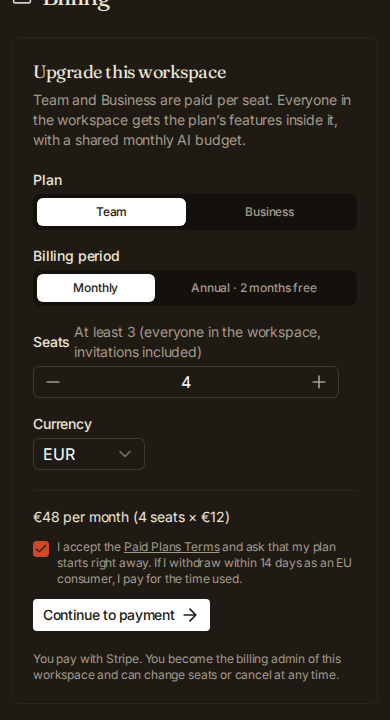 Billing
Upgrade this workspace
Team and Business are paid per seat. Everyone in
the workspace gets the plan's features inside it,
with a shared monthly AI budget.
Plan
Team
Business
Billing period
Monthly
Annual · 2 months free
Seats
At least 3 (everyone in the workspace,
invitations included)
4
Currency
EUR
€48 per month (4 seats × €12)
I accept the Paid Plans Terms and ask that my plan
starts right away. If I withdraw within 14 days as an EU
consumer, I pay for the time used.
Continue to payment
You pay with Stripe. You become the billing admin of this
workspace and can change seats or cancel at any time.